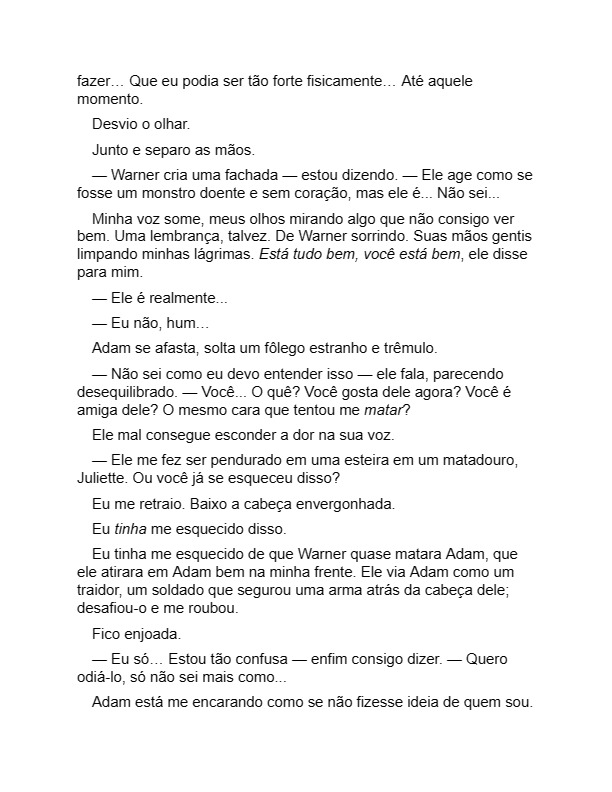 fazer… Que eu podia ser tão forte fisicamente… Até aquele
momento.
Desvio o olhar.
Junto e separo as mãos.
— Warner cria uma fachada — estou dizendo. — Ele age como se
fosse um monstro doente e sem coração, mas ele é... Não sei...
Minha voz some, meus olhos mirando algo que não consigo ver
bem. Uma lembrança, talvez. De Warner sorrindo. Suas mãos gentis
limpando minhas lágrimas. Está tudo bem, você está bem, ele disse
para mim.
— Ele é realmente...
— Eu não, hum…
Adam se afasta, solta um fôlego estranho e trêmulo.
— Não sei como eu devo entender isso — ele fala, parecendo
desequilibrado. — Você... O quê? Você gosta dele agora? Você é
amiga dele? O mesmo cara que tentou me matar?
Ele mal consegue esconder a dor na sua voz.
— Ele me fez ser pendurado em uma esteira em um matadouro,
Juliette. Ou você já se esqueceu disso?
Eu me retraio. Baixo a cabeça envergonhada.
Eu tinha me esquecido disso.
Eu tinha me esquecido de que Warner quase matara Adam, que
ele atirara em Adam bem na minha frente. Ele via Adam como um
traidor, um soldado que segurou uma arma atrás da cabeça dele;
desafiou-o e me roubou.
Fico enjoada.
— Eu só… Estou tão confusa — enfim consigo dizer. — Quero
odiá-lo, só não sei mais como...
Adam está me encarando como se não fizesse ideia de quem sou.